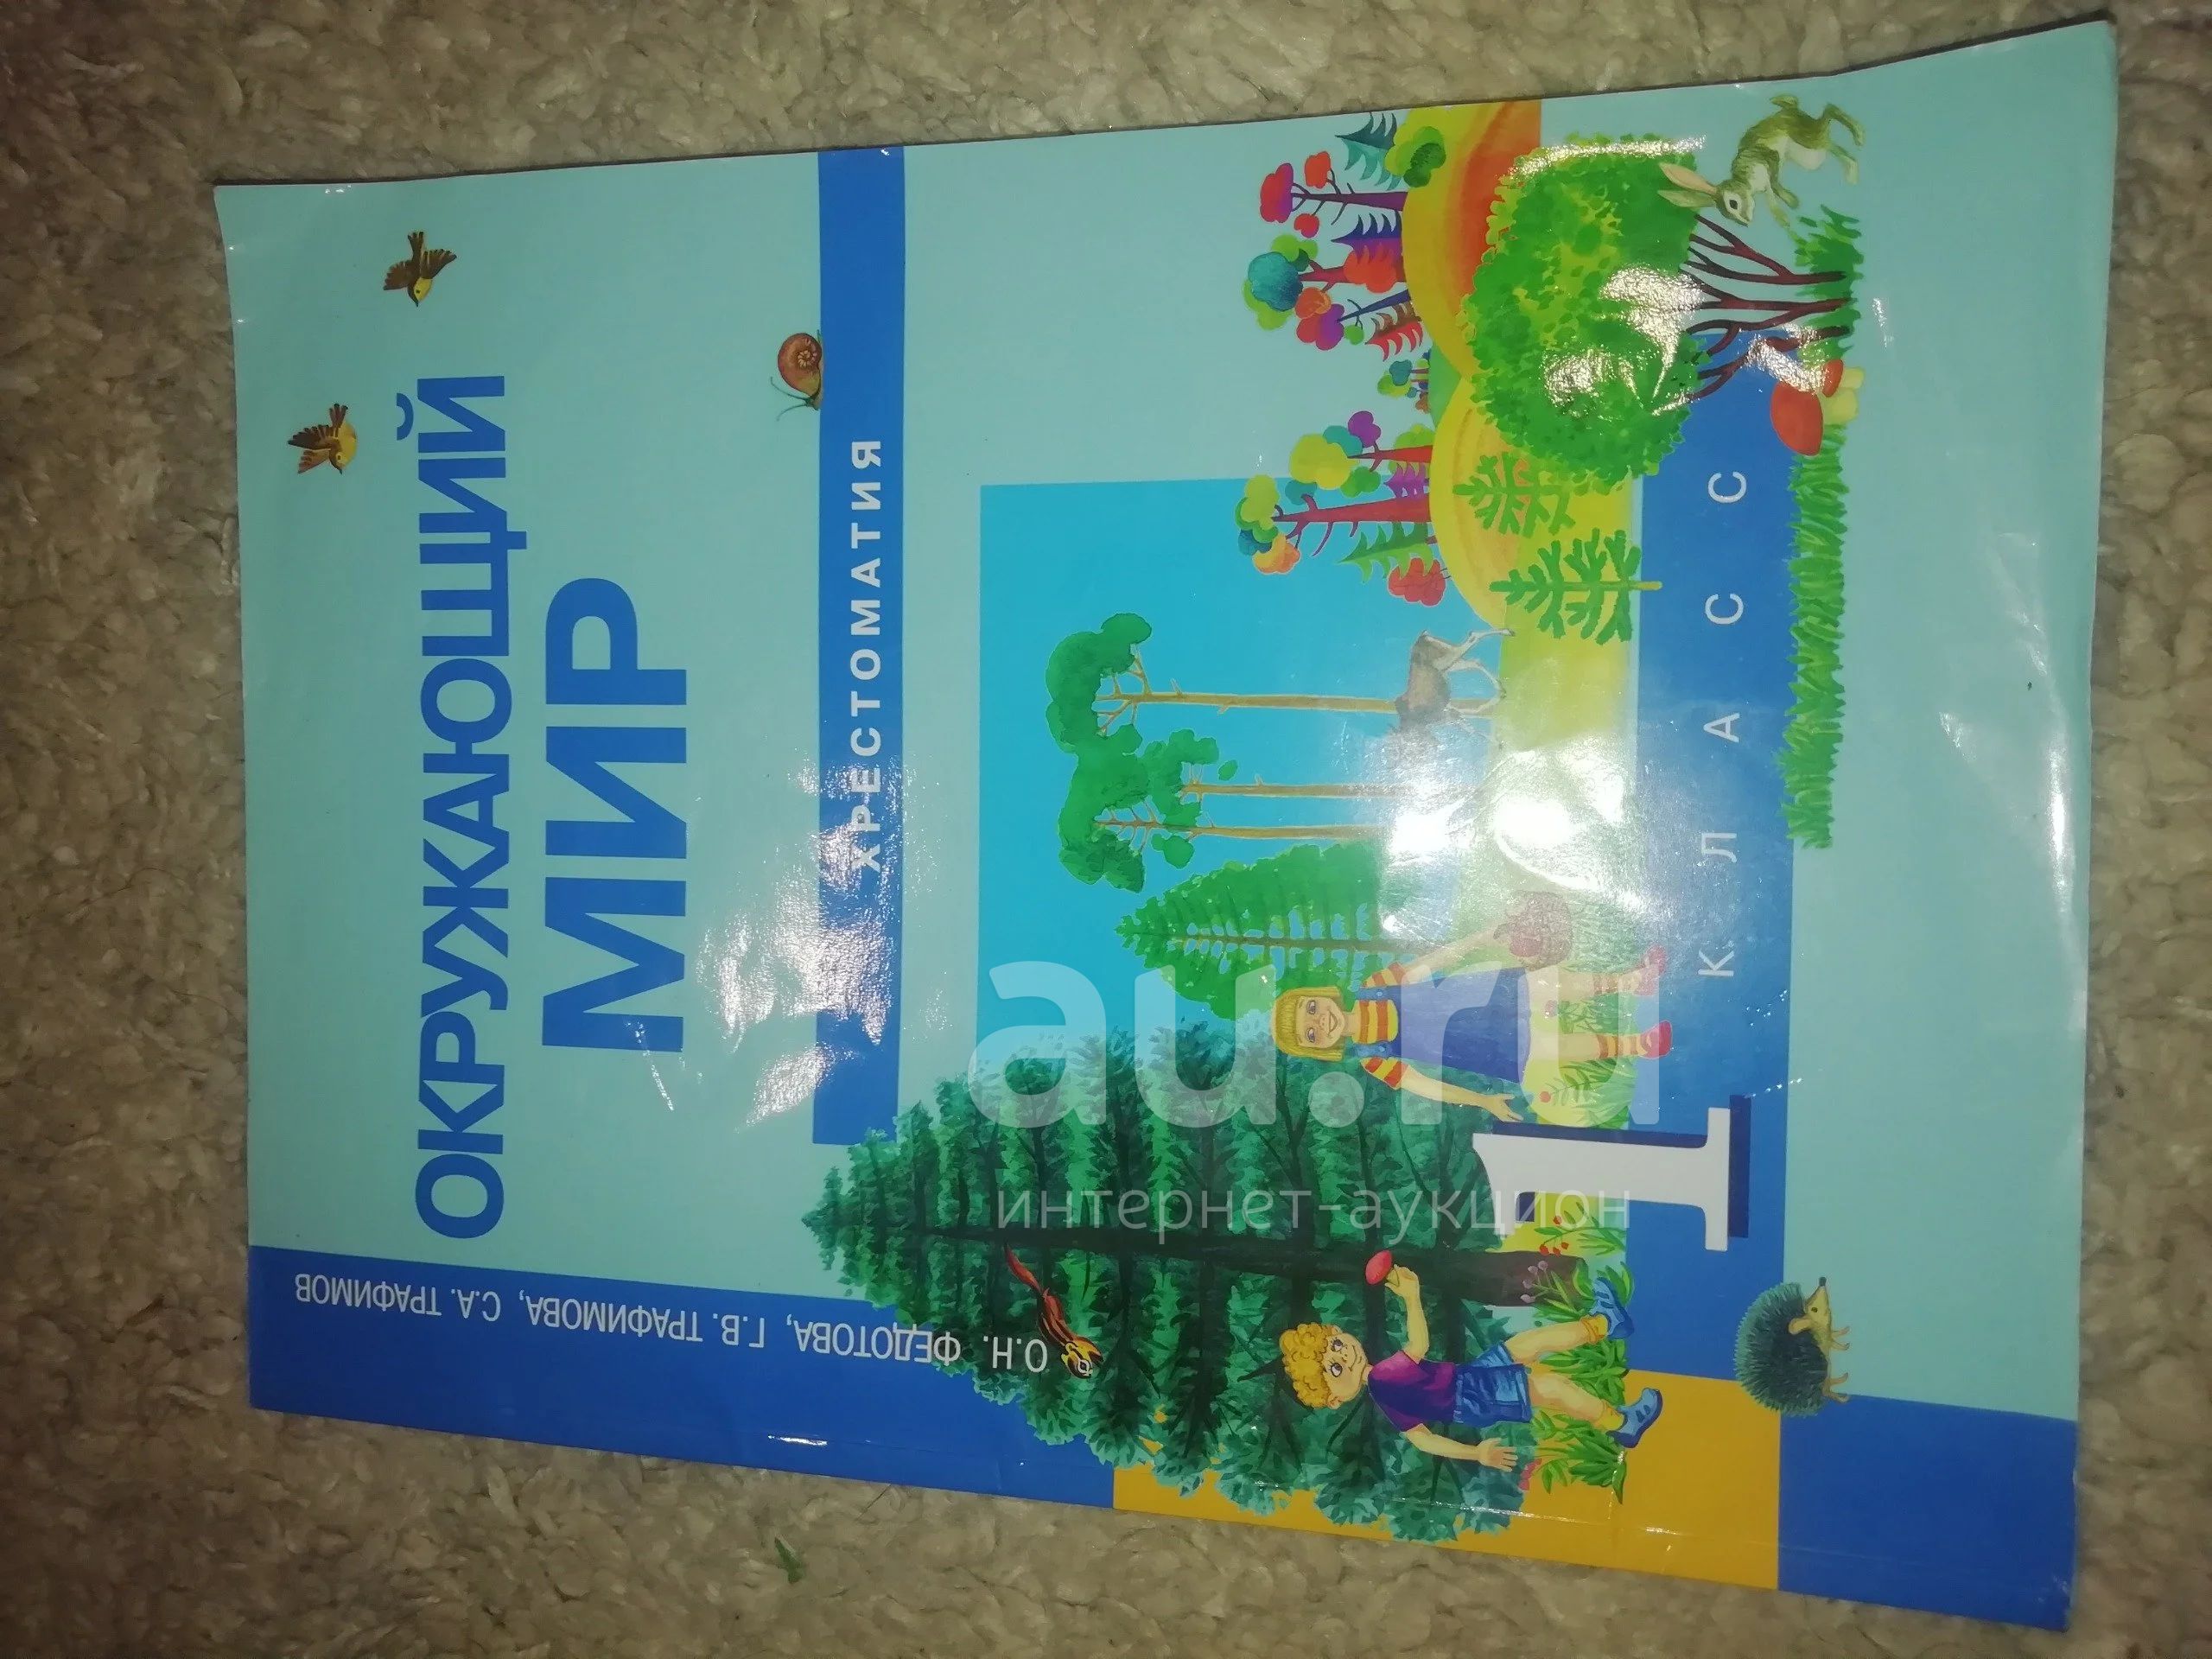 О.Н. ФЕДОТОВА, Г.В. ТРАФИМОВА, С.А. ТРАФИМОВ
ОКРУЖАЮЩИЙ
МИР
ХРЕСТОМАТИЯ
1 КЛАСС
au.ru
интернет-аукцион